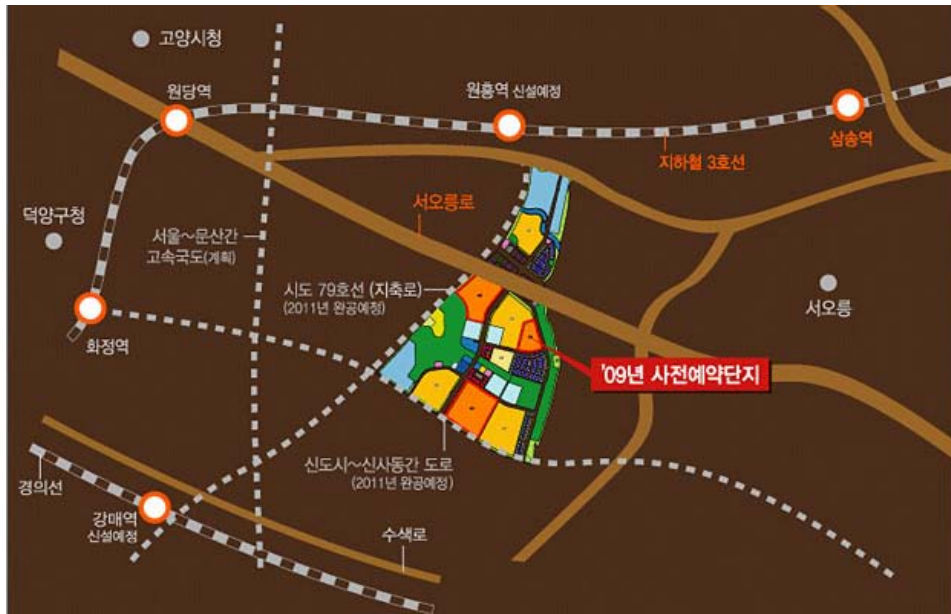 고양시청
원당역
원흥역 신설예정
삼송역
지하철 3호선
덕양구청
서울~문산간
고속국도(계획)
서오릉로
시도 79호선 (지축로)
(2011년 완공예정)
서오릉
화정역
'09년 사전예약단지
신도시~신사동간 도로
(2011년 완공예정)
경의선
강매역
신설예정
수색로